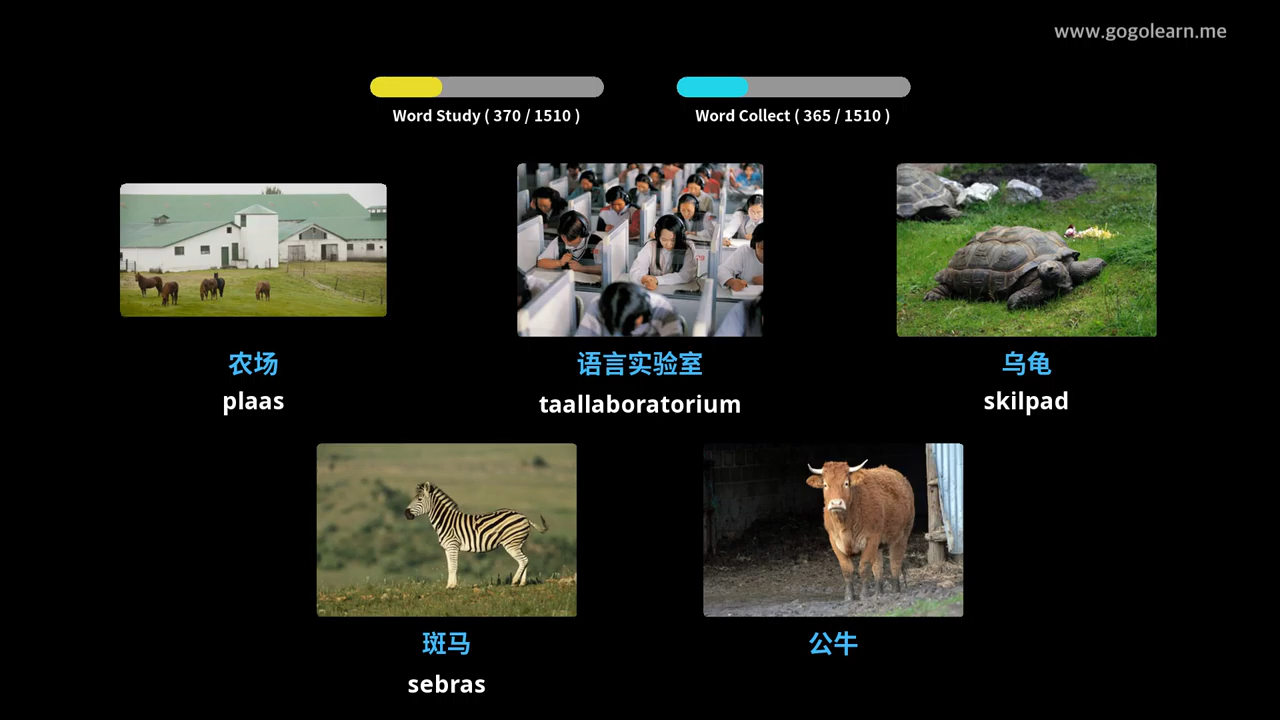 www.gogolearn.me
Word Study ( 370 / 1510 )
Word Collect ( 365 / 1510 )
农场
plaas
语言实验室
taallaboratorium
乌龟
skilpad
斑马
sebras
公牛